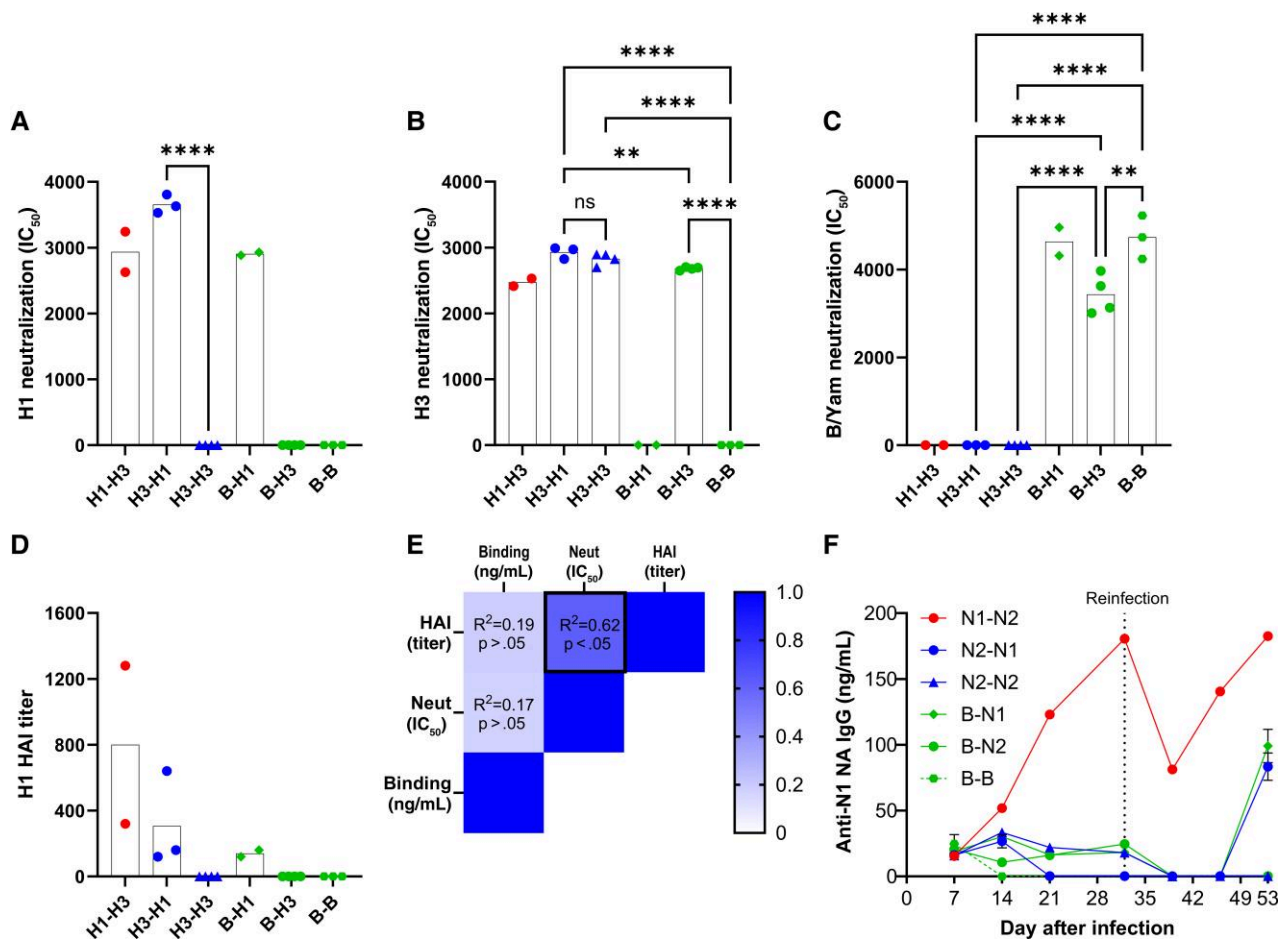 A
H1 neutralization (IC50)
4000
3000
2000
1000
0
****
H1-H3
H3-H1
H3-H3
B-H1
B-H3
B-B
B
H3 neutralization (IC50)
4000
3000
2000
1000
0
****
****
**
ns
****
H1-H3
H3-H1
H3-H3
B-H1
B-H3
B-B
C
B/Yam neutralization (IC50)
6000
4000
2000
0
****
****
****
****
**
H1-H3
H3-H1
H3-H3
B-H1
B-H3
B-B
D
H1 HAI titer
1600
1200
800
400
0
H1-H3
H3-H1
H3-H3
B-H1
B-H3
B-B
E
Binding
(ng/mL)
Neut
(IC50)
HAI
(titer)
HAI
(titer)
R2=0.19
p >.05
R2=0.62
p <.05
Neut
(IC50)
R2=0.17
p >.05
Binding
(ng/mL)
1.0
0.8
0.6
0.4
0.2
0
F
Anti-N1 NA IgG (ng/mL)
200
150
100
50
0
Reinfection
N1-N2
N2-N1
N2-N2
B-N1
B-N2
B-B
0 7 14 21 28 35 42 49 53
Day after infection